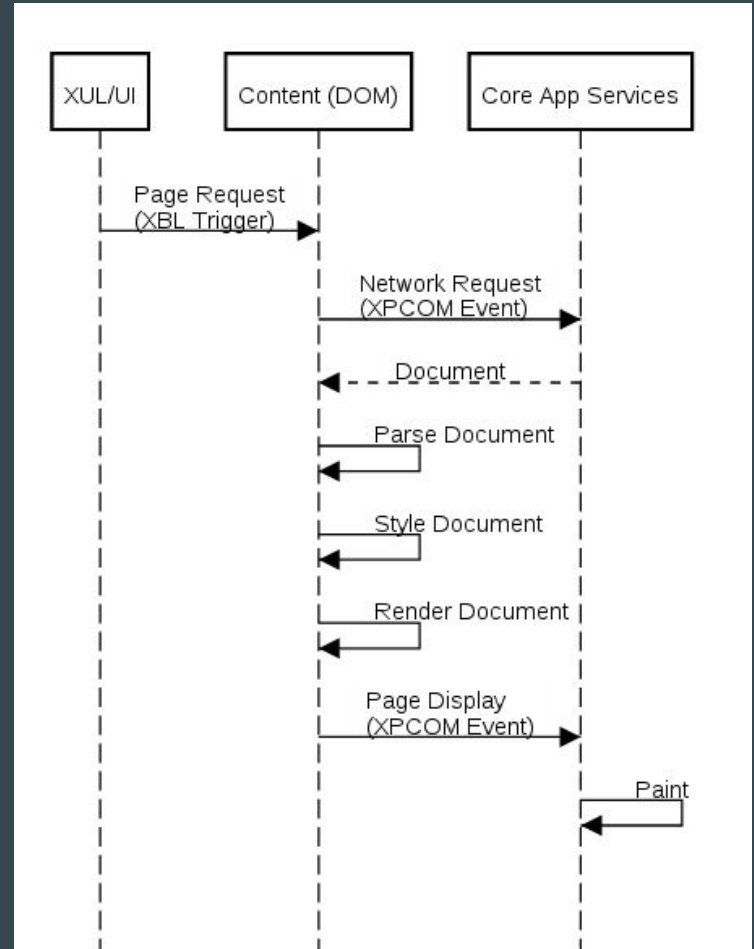 XUL/UI
Content (DOM)
Core App Services
Page Request
(XBL Trigger)
Network Request
(XPCOM Event)
Document
Parse Document
Style Document
Render Document
Page Display
(XPCOM Event)
Paint